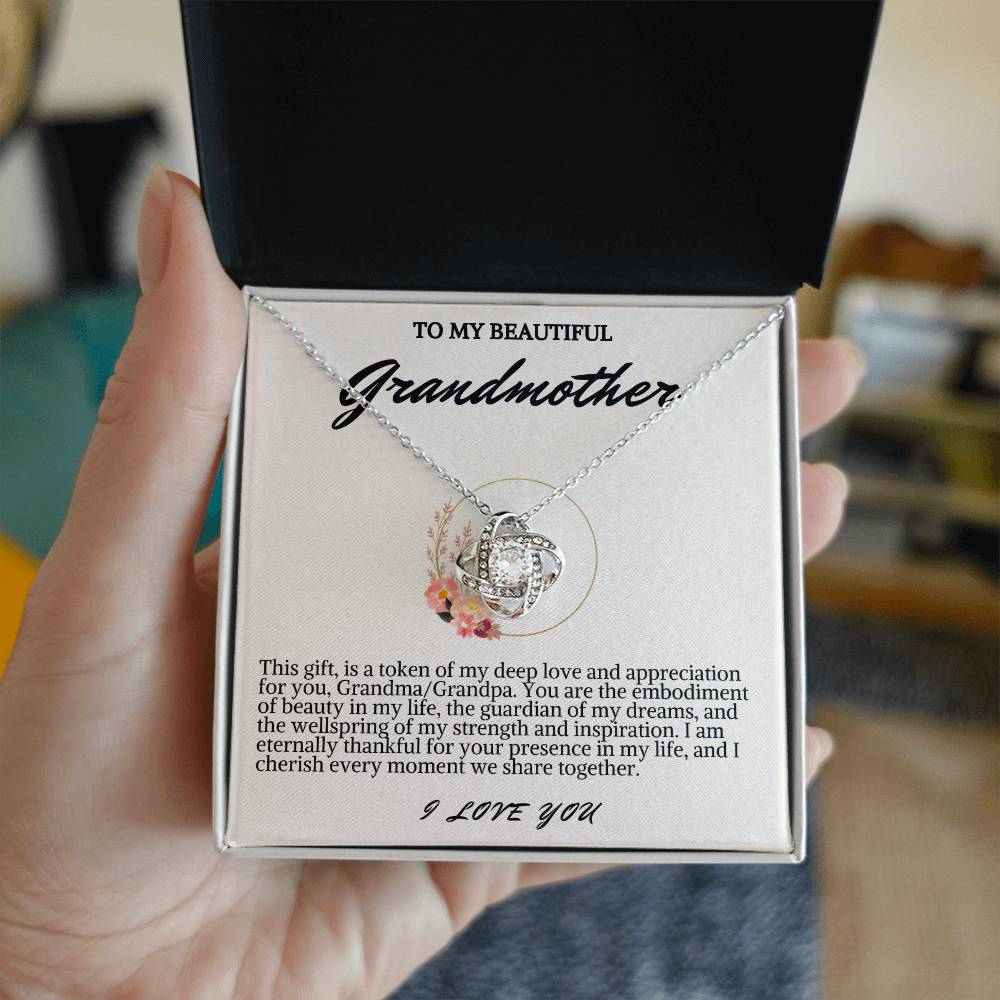 TO MY BEAUTIFUL
Grandmother
This gift, is a token of my deep love and appreciation
for you, Grandma/Grandpa. You are the embodiment
of beauty in my life, the guardian of my dreams, and
the wellspring of my strength and inspiration. I am
eternally thankful for your presence in my life, and I
cherish every moment we share together.
I LOVE YOU